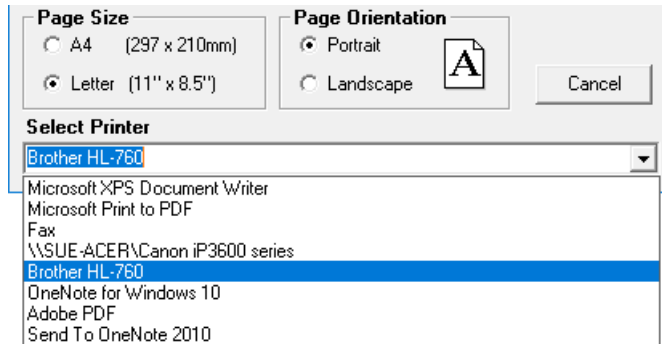 Page Size
A4 (297 x 210mm)
Letter (11" x 8.5")
Page Orientation
Portrait
Landscape
A
Cancel
Select Printer
Brother HL-760
Microsoft XPS Document Writer
Microsoft Print to PDF
Fax
\\SUE-ACER\Canon iP3600 series
Brother HL-760
OneNote for Windows 10
Adobe PDF
Send To OneNote 2010